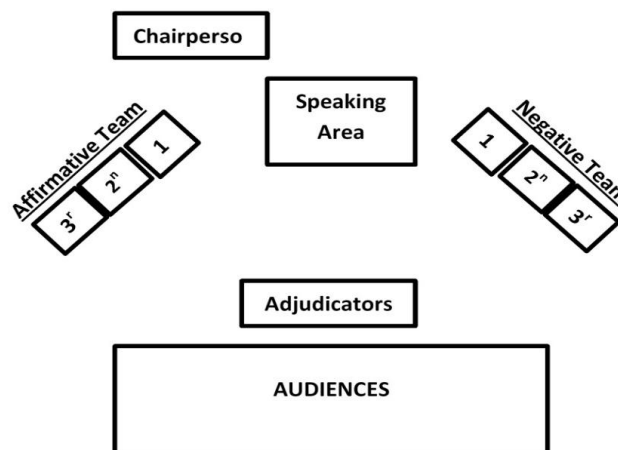 Chairperso
Speaking
Area
Affirmative Team
1
2ⁿ
3ʳ
Negative Team
1
2ⁿ
3ʳ
Adjudicators
AUDIENCES